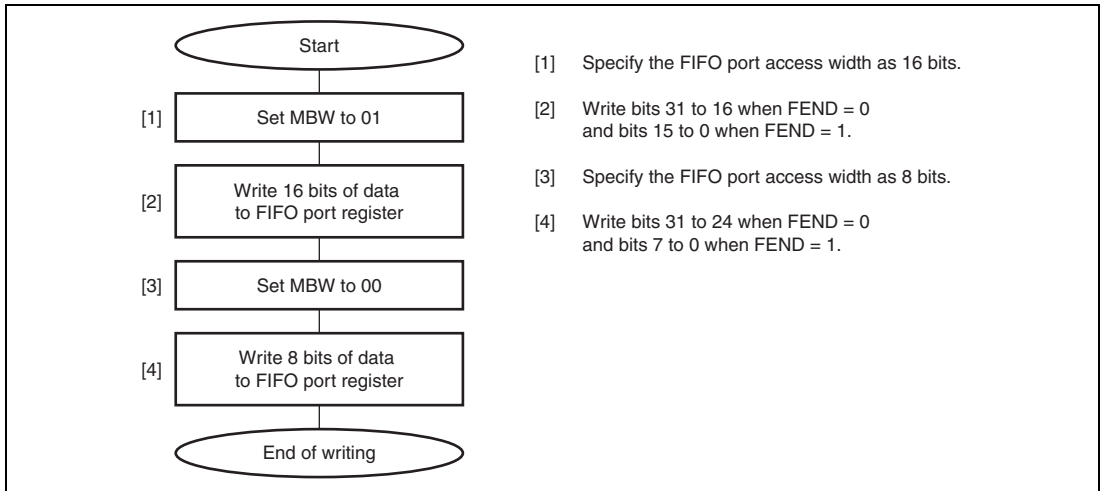 Start
[1] Set MBW to 01
[2] Write 16 bits of data
to FIFO port register
[3] Set MBW to 00
[4] Write 8 bits of data
to FIFO port register
End of writing
[1] Specify the FIFO port access width as 16 bits.
[2] Write bits 31 to 16 when FEND = 0
and bits 15 to 0 when FEND = 1.
[3] Specify the FIFO port access width as 8 bits.
[4] Write bits 31 to 24 when FEND = 0
and bits 7 to 0 when FEND = 1.